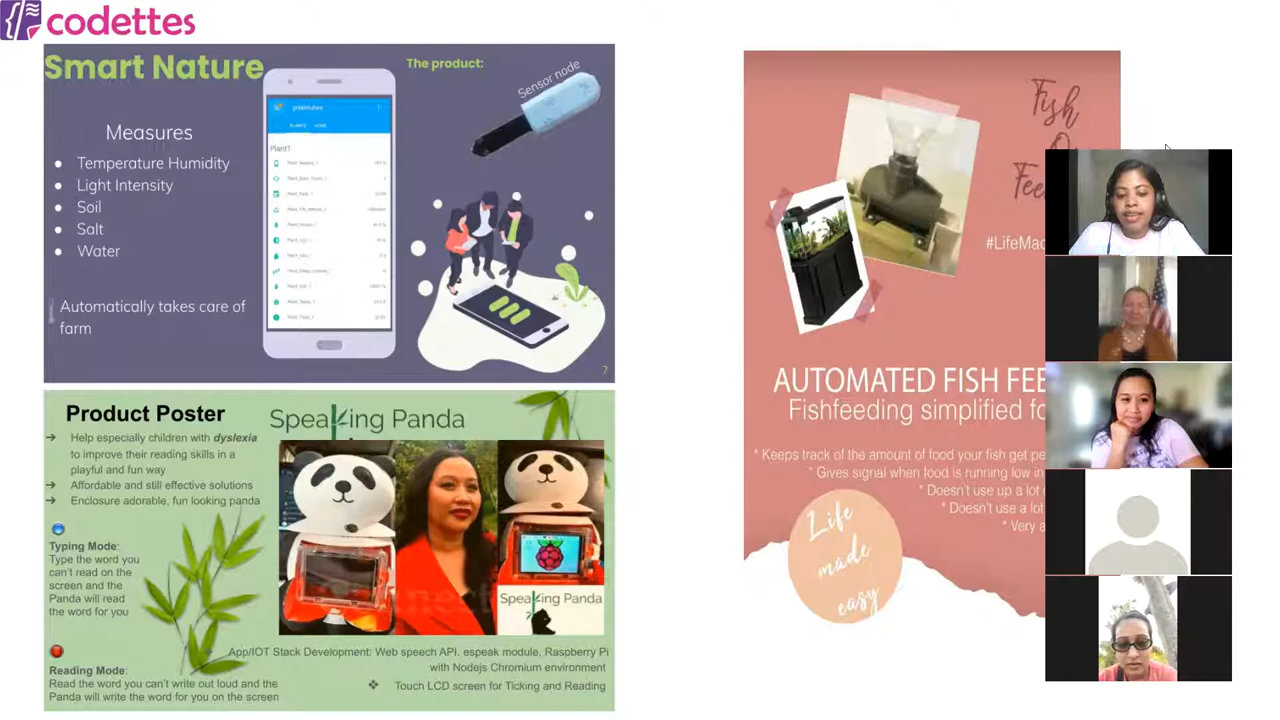 codettes
Smart Nature
The product:
Sensor node
Measures
Temperature Humidity
Light Intensity
Soil
Salt
Water
Automatically takes care of
farm
Plant1
7
Product Poster
Speaking Panda
Help especially children with dyslexia
to improve their reading skills in a
playful and fun way
Affordable and still effective solutions
Enclosure adorable, fun looking panda
Typing Mode:
Type the word you
can't read on the
screen and the
Panda will read
the word for you
Reading Mode:
Read the word you can't write out loud and the
Panda will write the word for you on the screen
Speaking Panda
App/IOT Stack Development: Web speech API. espeak module. Raspberry Pi
with Nodejs Chromium environment
Touch LCD screen for Ticking and Reading
Fish
#LifeMa
AUTOMATED FISH FEE
Fishfeeding simplified fo
* Keeps track of the amount of food your fish get pe
* Gives signal when food is running low in
* Doesn't use up a lot
* Doesn't use a lot
* Very a
Life
made
easy